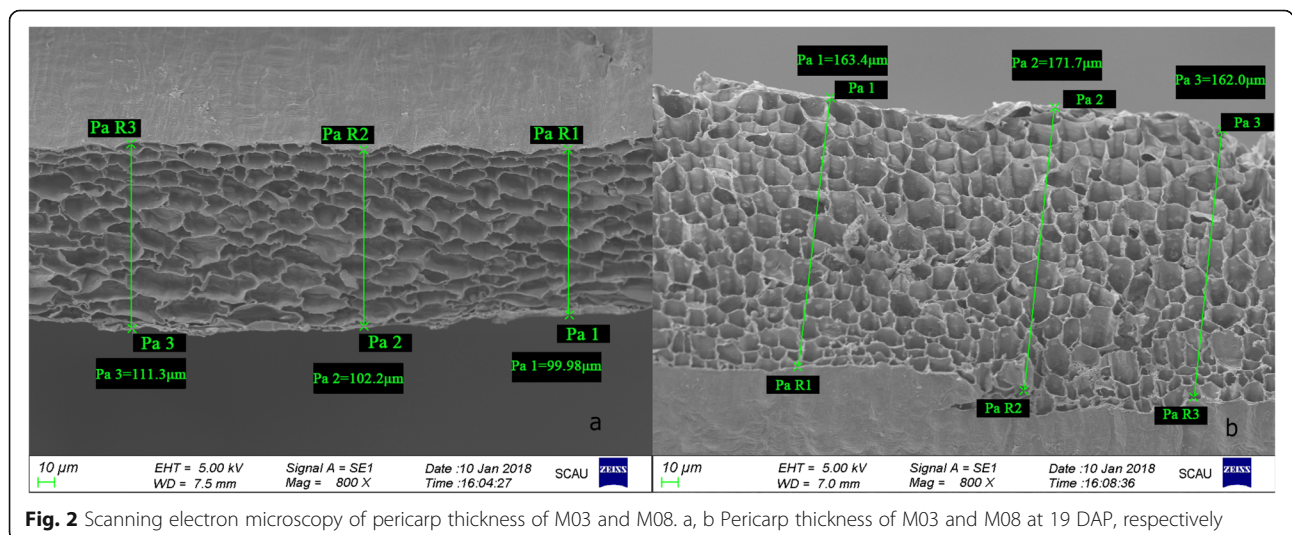 Pa R3
Pa R2
Pa R1
Pa 3
Pa 2
Pa 1
Pa 3=111.3μm
Pa 2=102.2μm
Pa 1=99.98μm
a
10 μm
EHT = 5.00 kV
WD = 7.5 mm
Signal A = SE1
Mag = 800 X
Date :10 Jan 2018
Time :16:04:27
SCAU
ZEISS
Pa 1=163.4μm
Pa 2=171.7μm
Pa 3=162.0μm
Pa 1
Pa 2
Pa 3
Pa R1
Pa R2
Pa R3
b
10 μm
EHT = 5.00 kV
WD = 7.0 mm
Signal A = SE1
Mag = 800 X
Date :10 Jan 2018
Time :16:08:36
SCAU
ZEISS
Fig. 2 Scanning electron microscopy of pericarp thickness of M03 and M08. a, b Pericarp thickness of M03 and M08 at 19 DAP, respectively